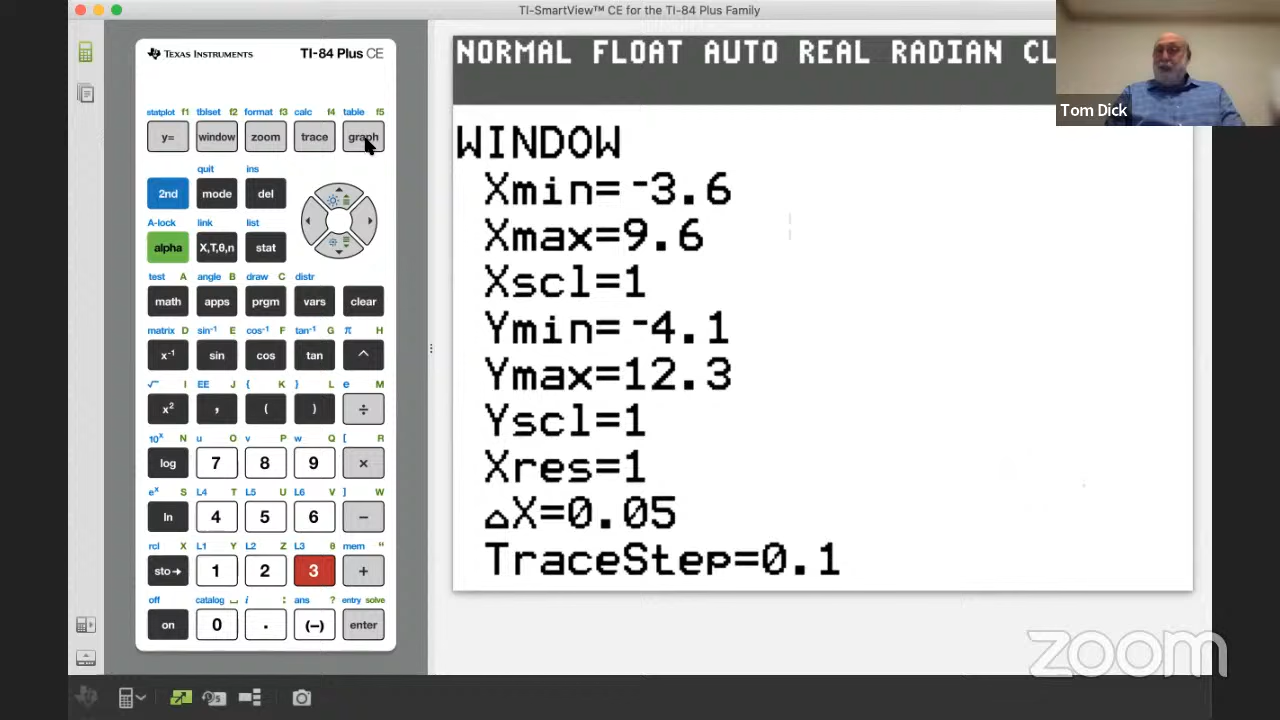 TI-SmartView™ CE for the TI-84 Plus Family
TEXAS INSTRUMENTS TI-84 Plus CE
statplot f1 tblset f2 format f3 calc f4 table f5
y= window zoom trace graph
quit ins
2nd mode del
A-lock link list
alpha X,T,θ,n stat
test A angle B draw C distr
math apps prgm vars clear
matrix D sin⁻¹ E cos⁻¹ F tan⁻¹ G π H
x⁻¹ sin cos tan ^
√ I EE J { K } L e M
x² , ( ) ÷
10ˣ N u O v P w Q [ R
log 7 8 9 ×
eˣ S L4 T L5 U L6 V ] W
ln 4 5 6 −
rcl X L1 Y L2 Z L3 θ mem "
sto→ 1 2 3 +
off catalog ␣ i : ans ? entry solve
on 0 . (−) enter
NORMAL FLOAT AUTO REAL RADIAN CL
WINDOW
Xmin=-3.6
Xmax=9.6
Xscl=1
Ymin=-4.1
Ymax=12.3
Yscl=1
Xres=1
△X=0.05
TraceStep=0.1
Tom Dick
zoom